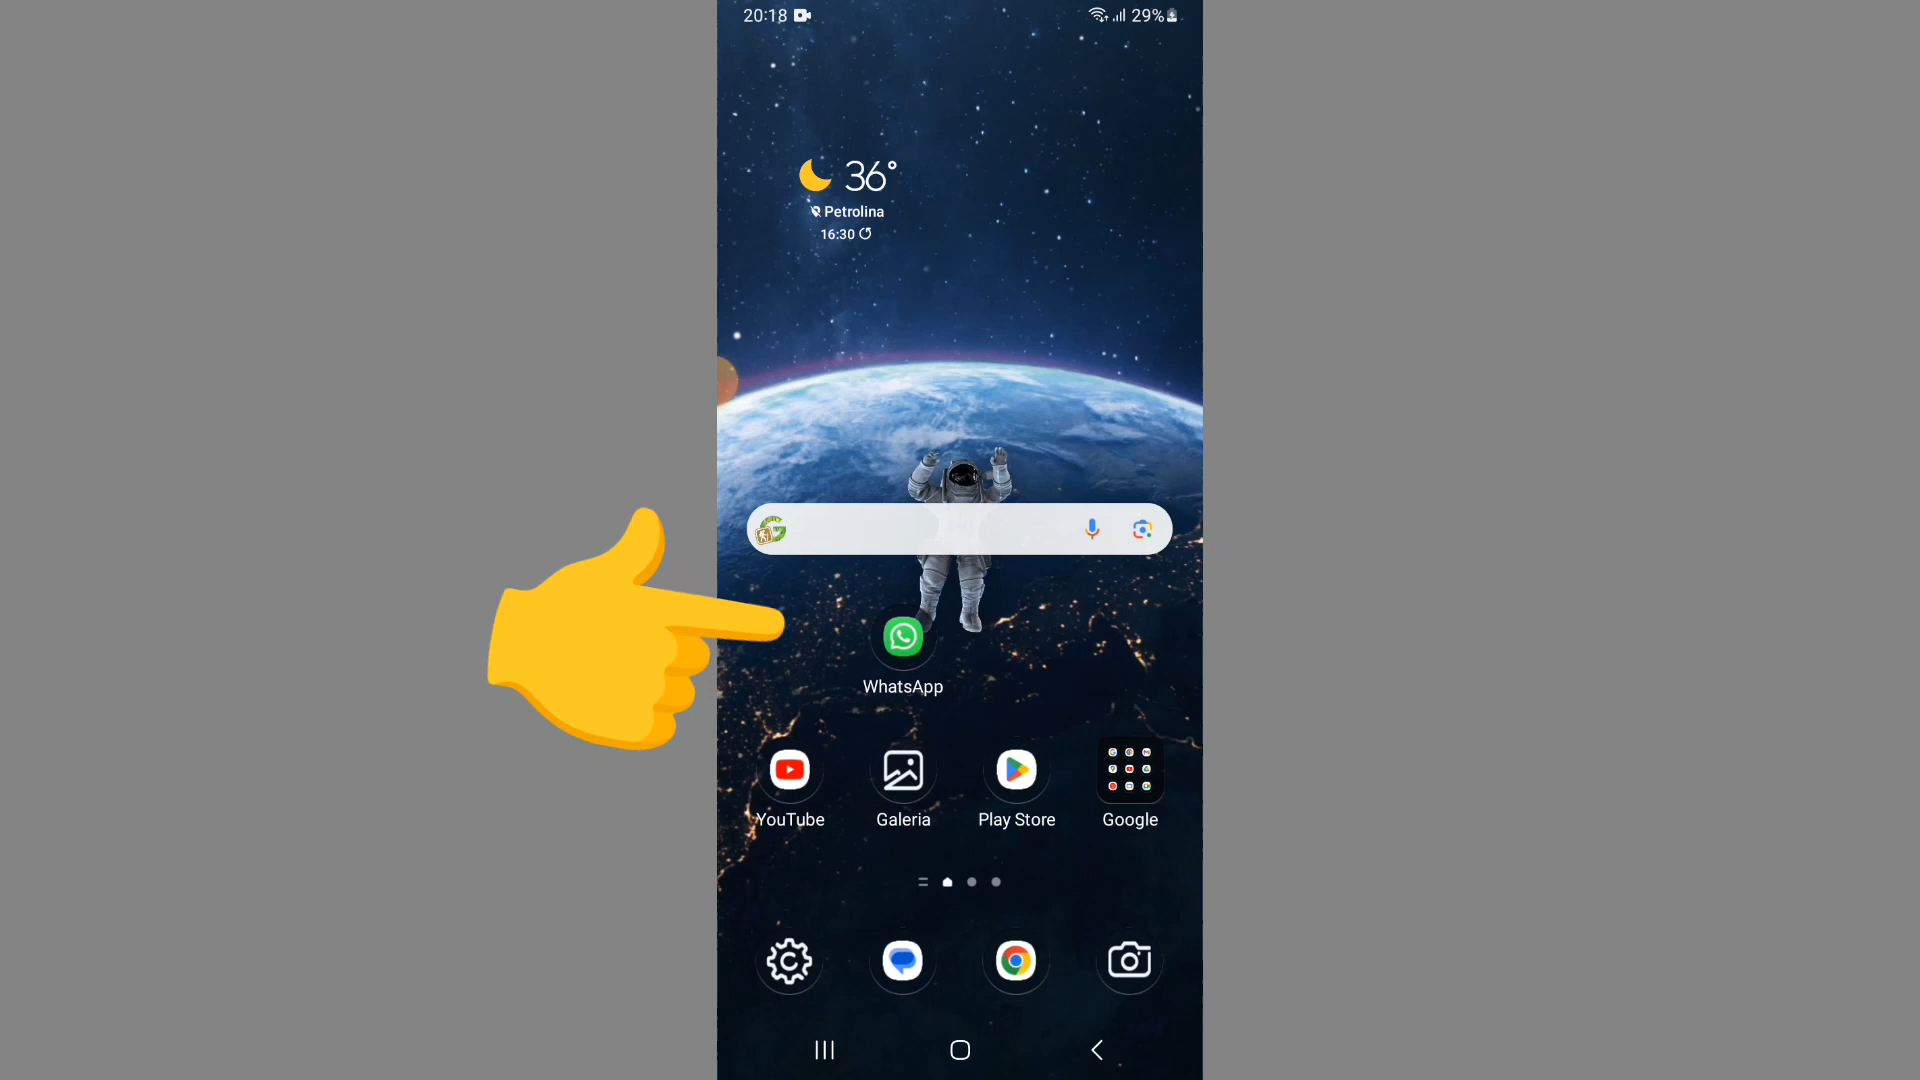 20:18
29%
36°
Petrolina
16:30
WhatsApp
YouTube
Galeria
Play Store
Google